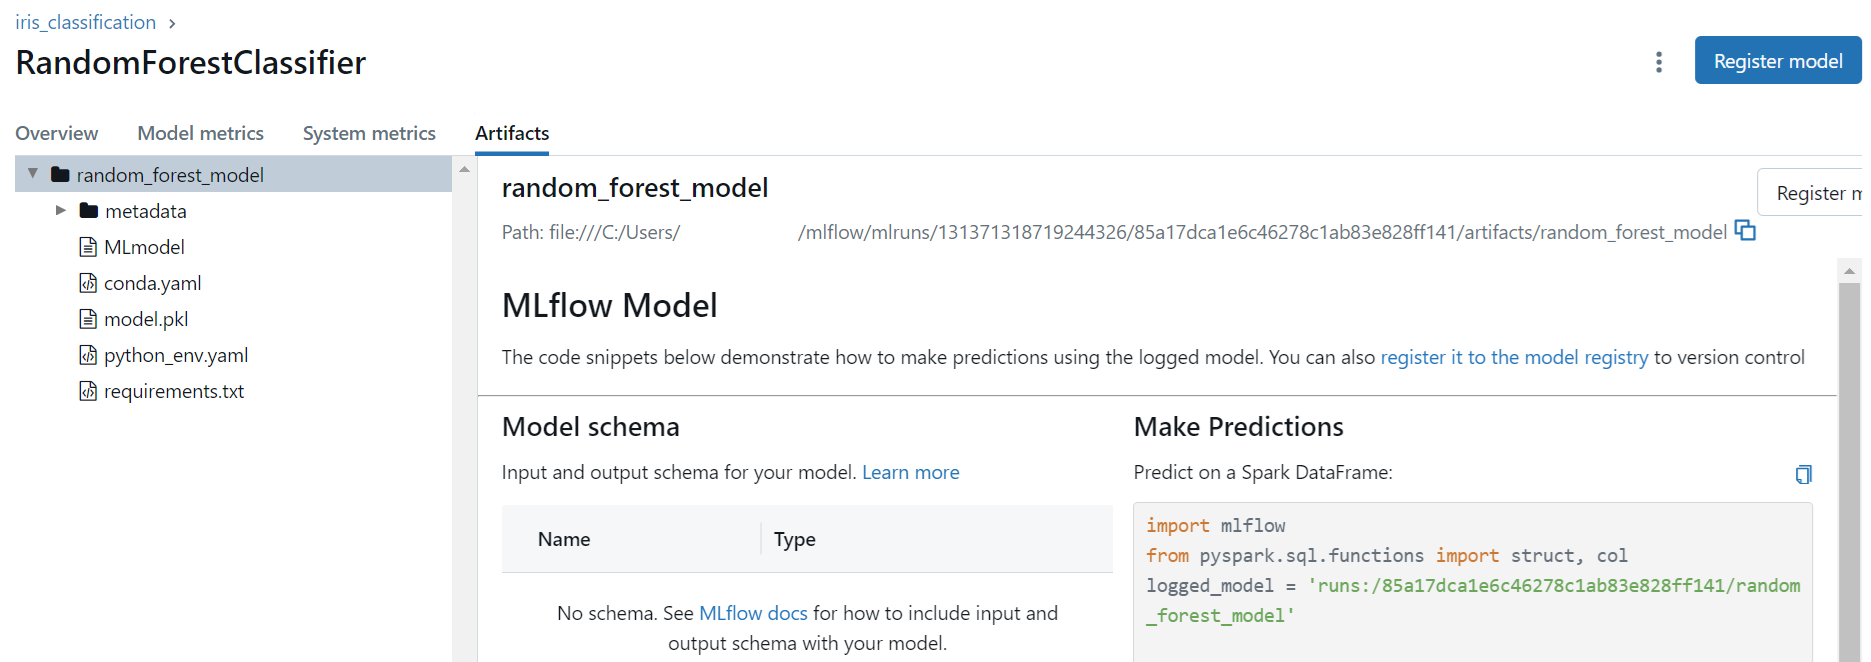 iris_classification >
RandomForestClassifier
Register model
Overview Model metrics System metrics Artifacts
random_forest_model
metadata
MLmodel
conda.yaml
model.pkl
python_env.yaml
requirements.txt
random_forest_model
Register m
Path: file:///C:/Users/ /mlflow/mlruns/131371318719244326/85a17dca1e6c46278c1ab83e828ff141/artifacts/random_forest_model
MLflow Model
The code snippets below demonstrate how to make predictions using the logged model. You can also register it to the model registry to version control
Model schema
Input and output schema for your model. Learn more
Name Type
No schema. See MLflow docs for how to include input and
output schema with your model.
Make Predictions
Predict on a Spark DataFrame:
import mlflow
from pyspark.sql.functions import struct, col
logged_model = 'runs:/85a17dca1e6c46278c1ab83e828ff141/random
_forest_model'